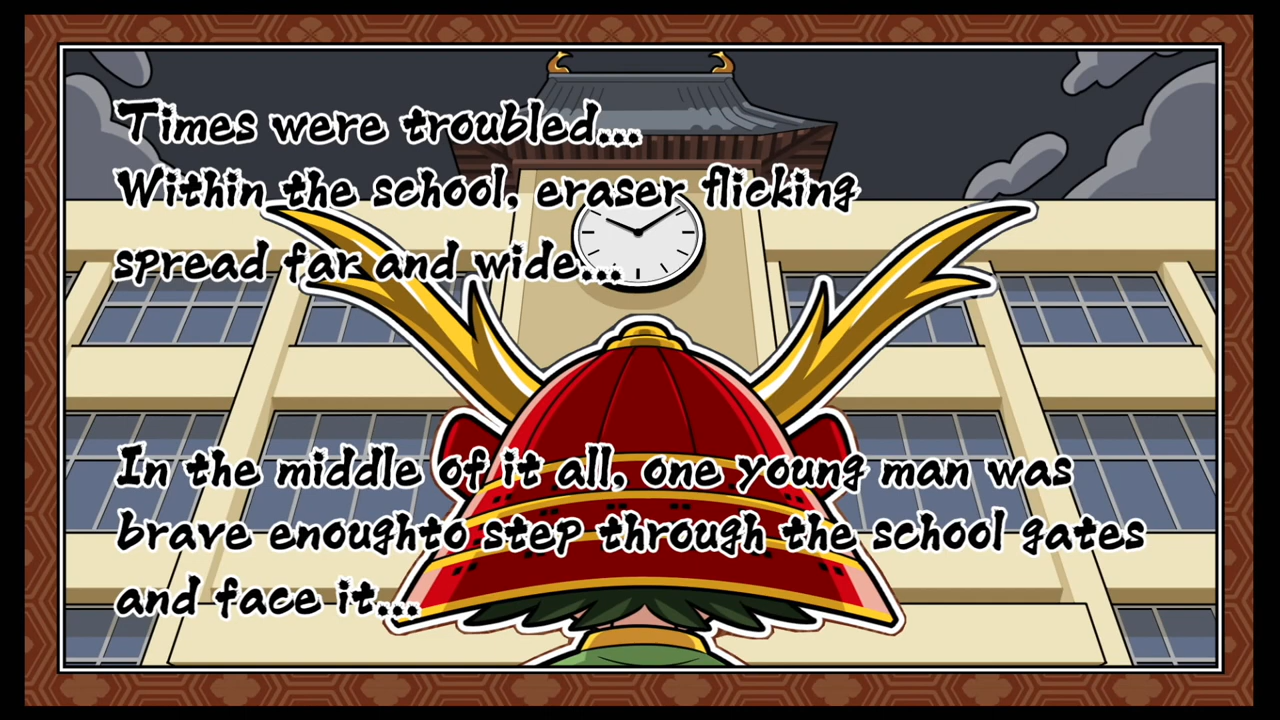 Times were troubled...
Within the school, eraser flicking
spread far and wide...
In the middle of it all, one young man was
brave enoughto step through the school gates
and face it...